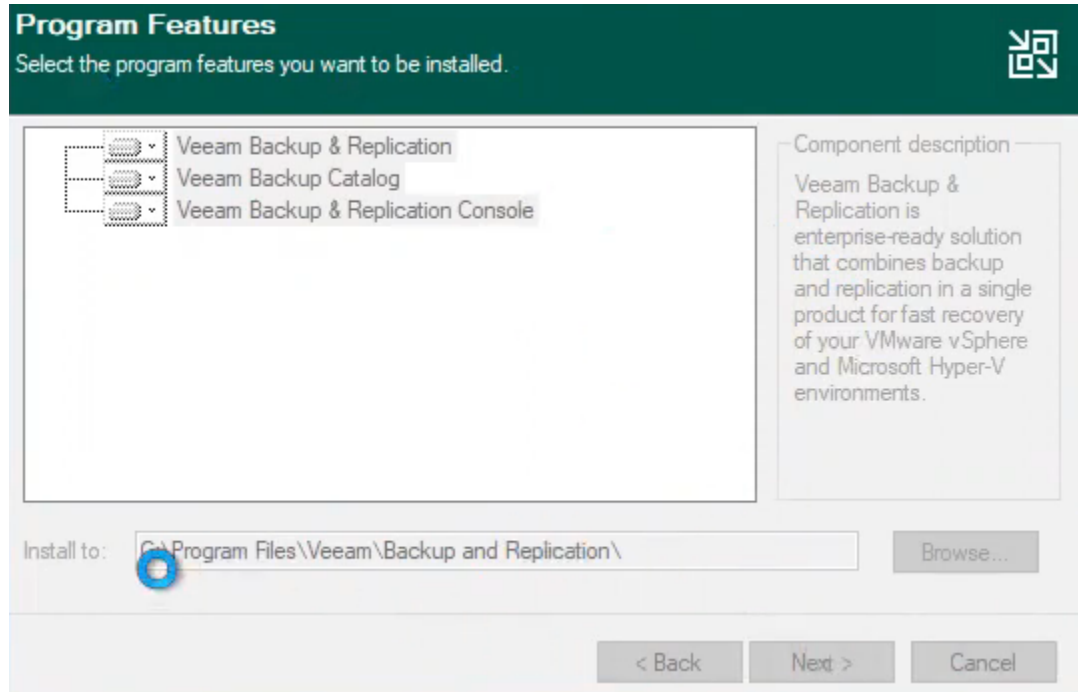 Program Features
Select the program features you want to be installed.
Veeam Backup & Replication
Veeam Backup Catalog
Veeam Backup & Replication Console
Component description
Veeam Backup &
Replication is
enterprise-ready solution
that combines backup
and replication in a single
product for fast recovery
of your VMware vSphere
and Microsoft Hyper-V
environments.
Install to:
C:\Program Files\Veeam\Backup and Replication\
Browse...
< Back
Next >
Cancel